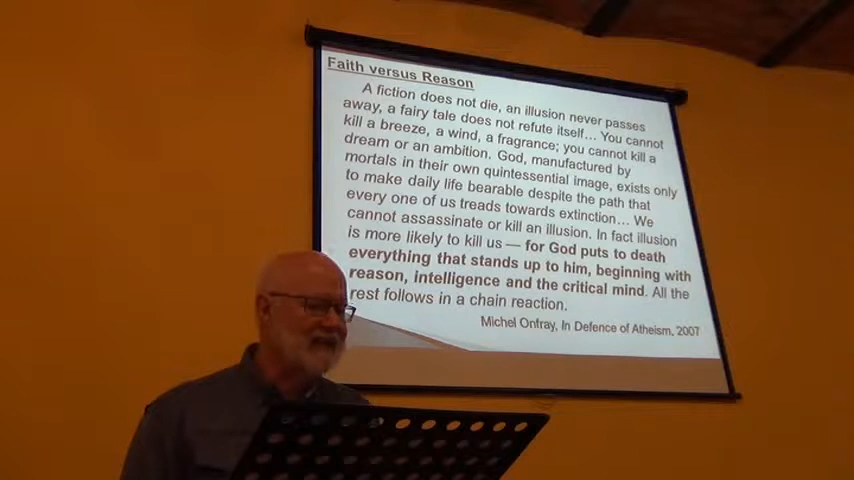 Faith versus Reason
A fiction does not die, an illusion never passes
away, a fairy tale does not refute itself… You cannot
kill a breeze, a wind, a fragrance; you cannot kill a
dream or an ambition. God, manufactured by
mortals in their own quintessential image, exists only
to make daily life bearable despite the path that
every one of us treads towards extinction… We
cannot assassinate or kill an illusion. In fact illusion
is more likely to kill us — for God puts to death
everything that stands up to him, beginning with
reason, intelligence and the critical mind. All the
rest follows in a chain reaction.
Michel Onfray, In Defence of Atheism, 2007